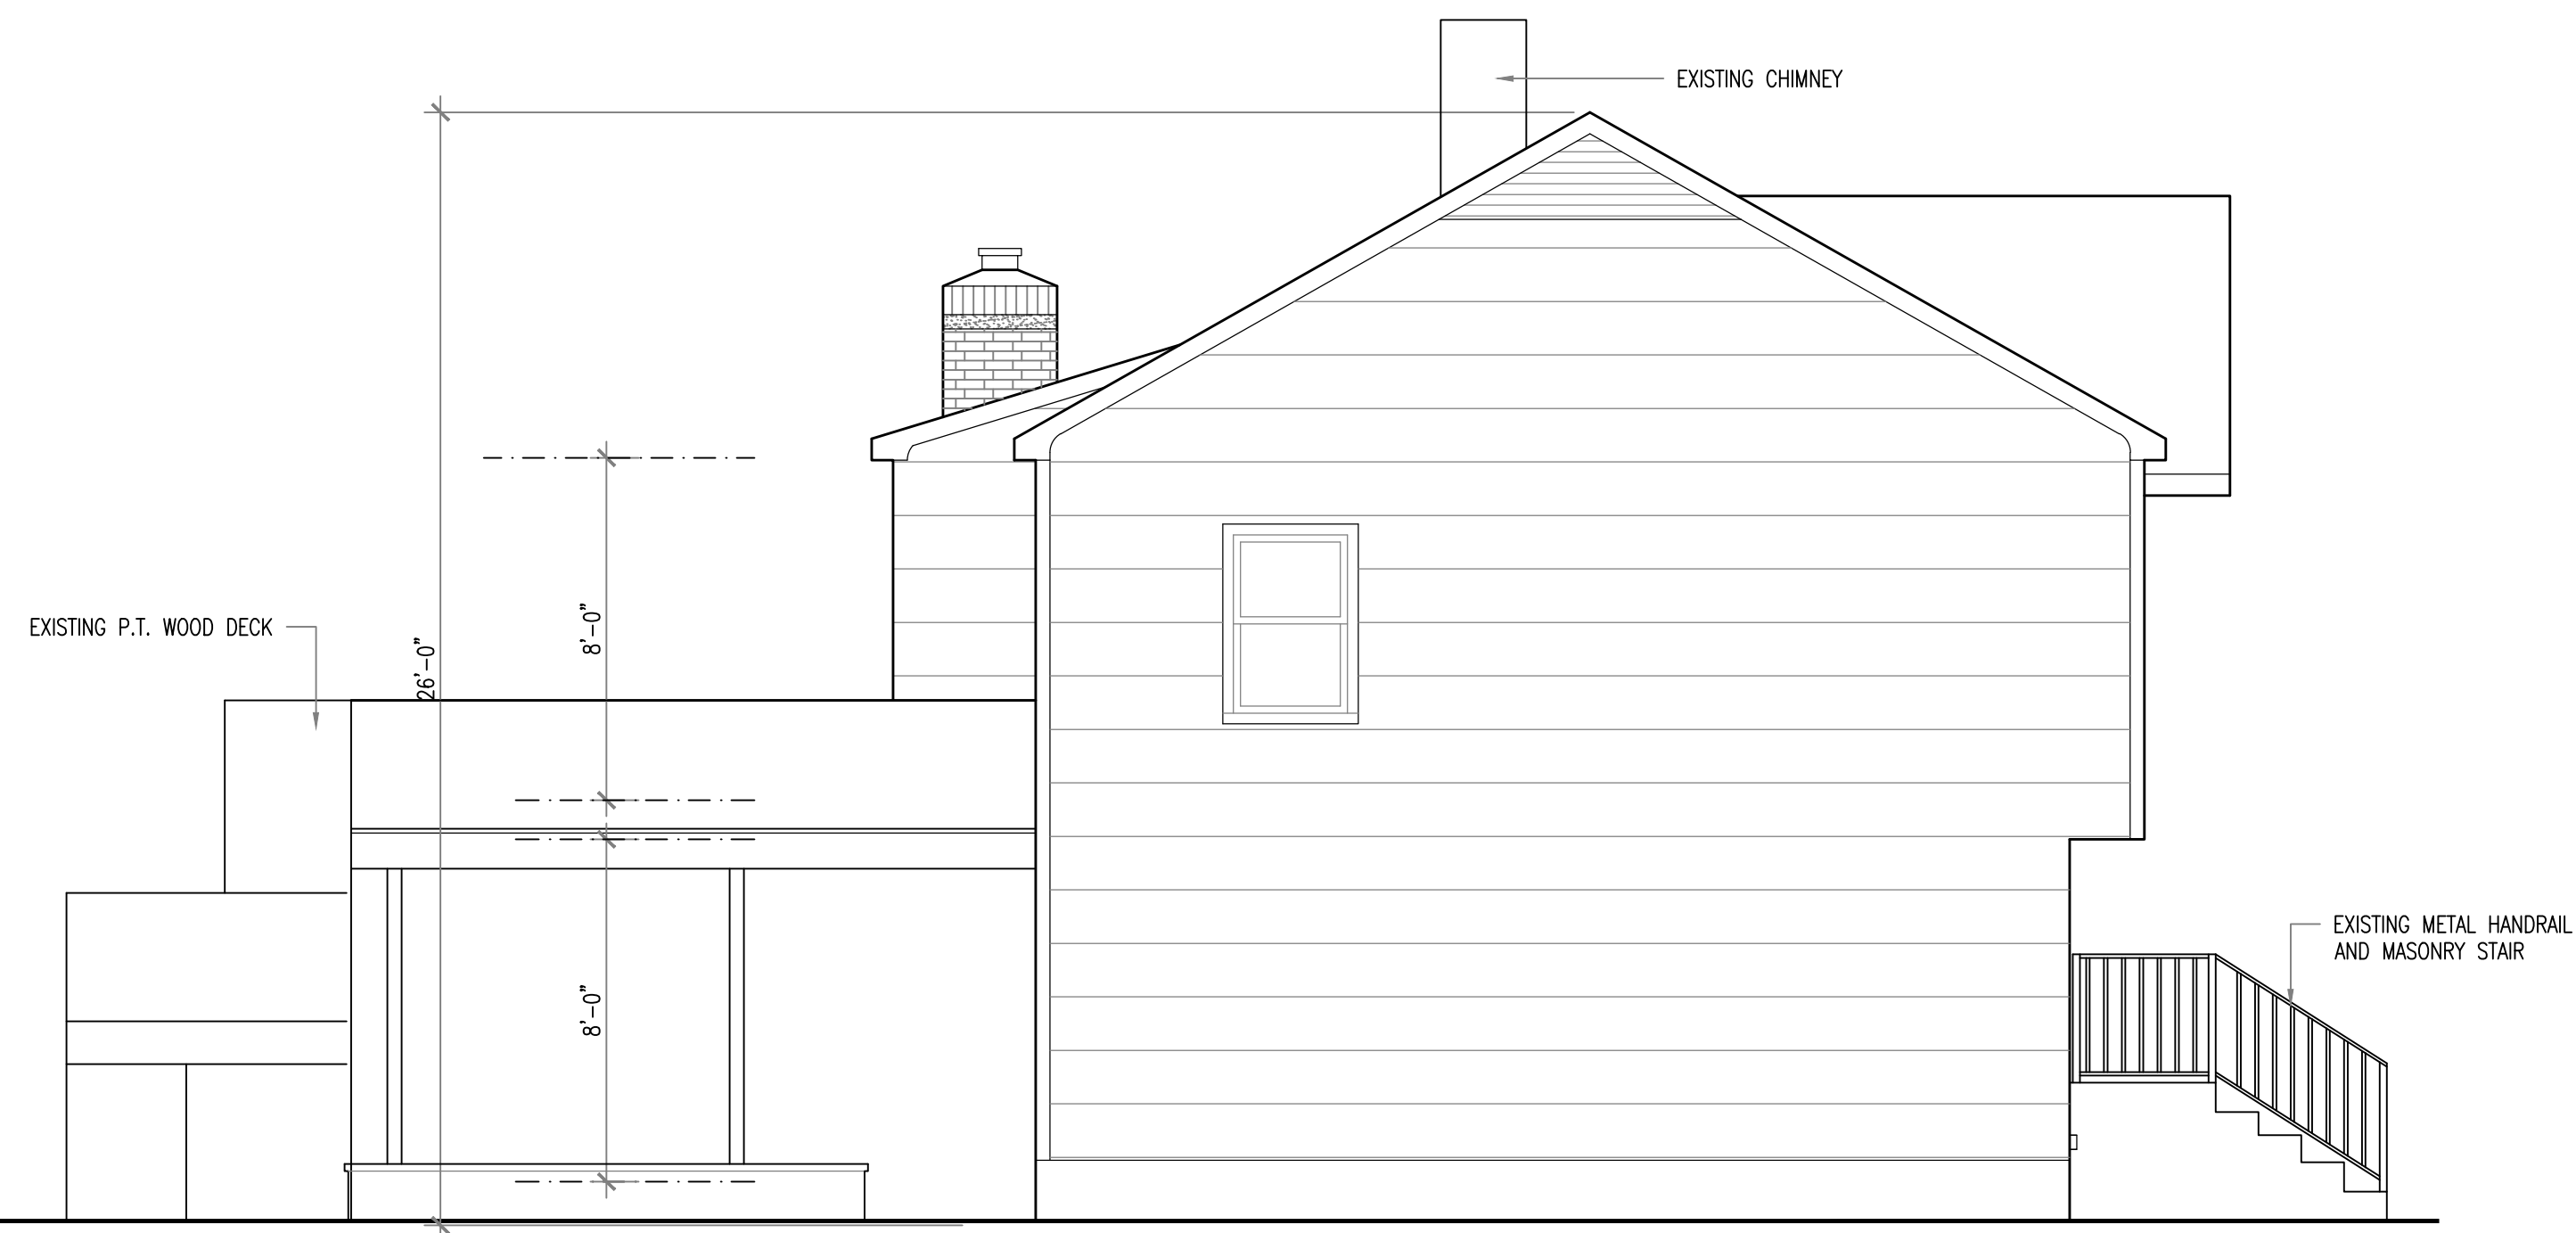 EXISTING CHIMNEY
EXISTING P.T. WOOD DECK
26'-0"
8'-0"
8'-0"
EXISTING METAL HANDRAIL
AND MASONRY STAIR